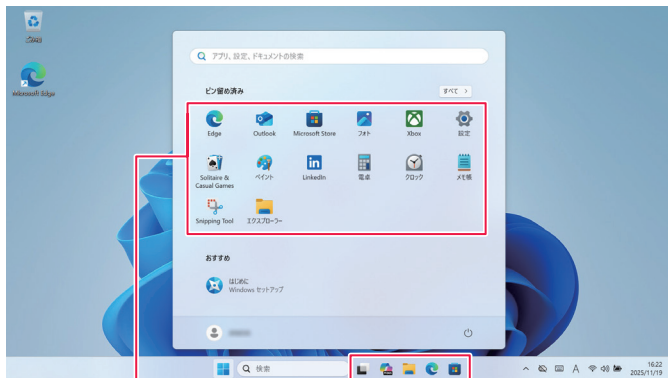 ごみ箱
Microsoft Edge
アプリ、設定、ドキュメントの検索
ピン留め済み
すべて >
Edge
Outlook
Microsoft Store
フォト
Xbox
設定
Solitaire &
Casual Games
ペイント
LinkedIn
電卓
クロック
メモ帳
Snipping Tool
エクスプローラー
おすすめ
はじめに
Windows セットアップ
検索
A
16:22
2025/11/19